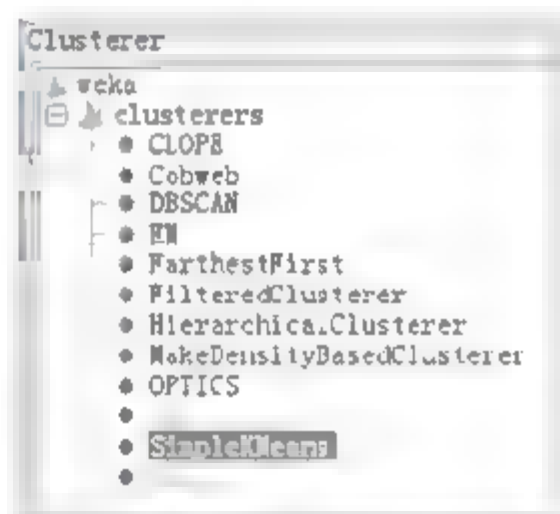 Clusterer
weka
clusterers
CLOPE
Cobweb
DBSCAN
EM
FarthestFirst
FilteredClusterer
HierarchicalClusterer
MakeDensityBasedClusterer
OPTICS
SimpleKMeans